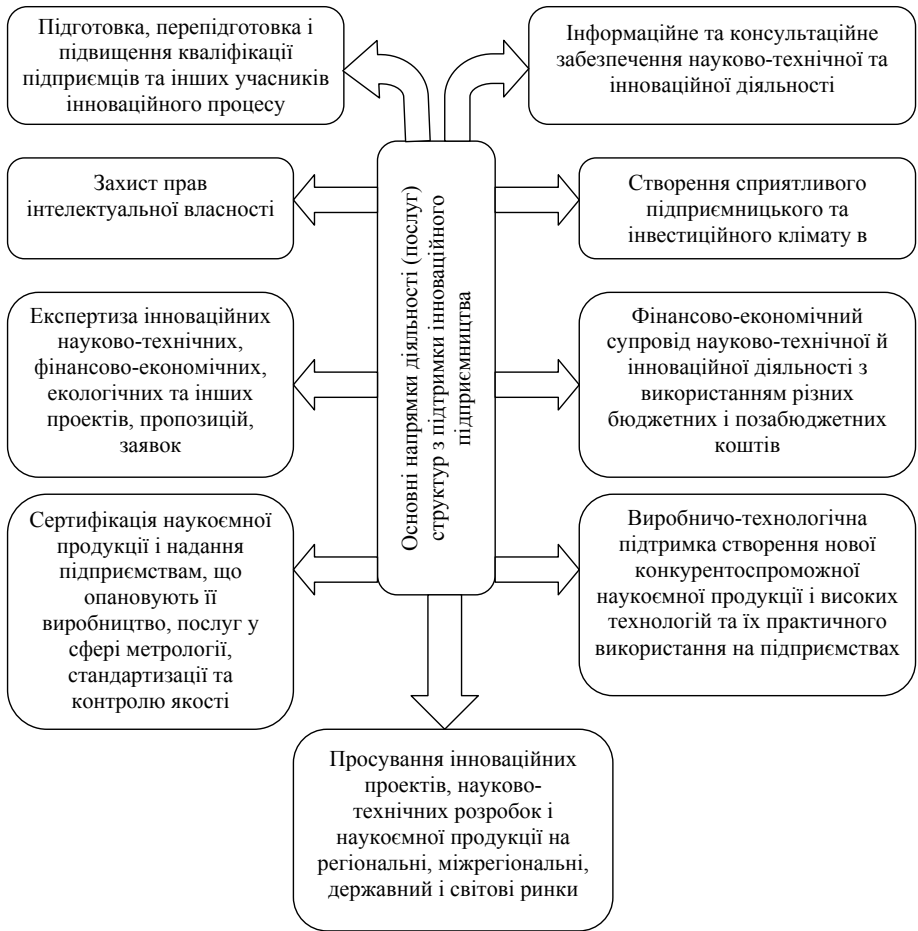 Підготовка, перепідготовка і
підвищення кваліфікації
підприємців та інших учасників
інноваційного процесу
Інформаційне та консультаційне
забезпечення науково-технічної та
інноваційної діяльності
Захист прав
інтелектуальної власності
Створення сприятливого
підприємницького та
інвестиційного клімату в
Основні напрямки діяльності (послуг)
структур з підтримки інноваційного
підприємництва
Експертиза інноваційних
науково-технічних,
фінансово-економічних,
екологічних та інших
проектів, пропозицій,
заявок
Фінансово-економічний
супровід науково-технічної й
інноваційної діяльності з
використанням різних
бюджетних і позабюджетних
коштів
Сертифікація наукоємної
продукції і надання
підприємствам, що
опановують її
виробництво, послуг у
сфері метрології,
стандартизації та
контролю якості
Виробничо-технологічна
підтримка створення нової
конкурентоспроможної
наукоємної продукції і високих
технологій та їх практичного
використання на підприємствах
Просування інноваційних
проектів, науково-
технічних розробок і
наукоємної продукції на
регіональні, міжрегіональні,
державний і світові ринки